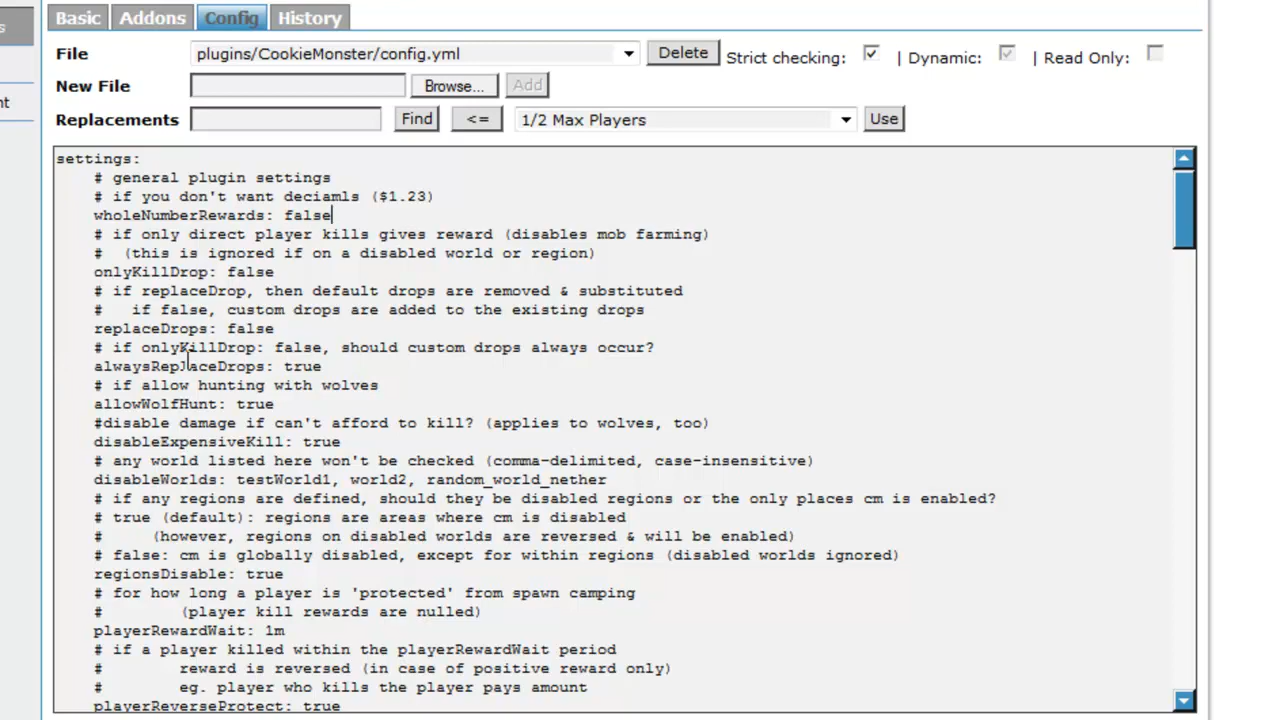 s
nt
Basic Addons Config History
File plugins/CookieMonster/config.yml Delete Strict checking: | Dynamic: | Read Only:
New File Browse... Add
Replacements Find <= 1/2 Max Players Use
settings:
# general plugin settings
# if you don't want deciamls ($1.23)
wholeNumberRewards: false
# if only direct player kills gives reward (disables mob farming)
#  (this is ignored if on a disabled world or region)
onlyKillDrop: false
# if replaceDrop, then default drops are removed & substituted
#   if false, custom drops are added to the existing drops
replaceDrops: false
# if onlyKillDrop: false, should custom drops always occur?
alwaysReplaceDrops: true
# if allow hunting with wolves
allowWolfHunt: true
#disable damage if can't afford to kill? (applies to wolves, too)
disableExpensiveKill: true
# any world listed here won't be checked (comma-delimited, case-insensitive)
disableWorlds: testWorld1, world2, random_world_nether
# if any regions are defined, should they be disabled regions or the only places cm is enabled?
# true (default): regions are areas where cm is disabled
#     (however, regions on disabled worlds are reversed & will be enabled)
# false: cm is globally disabled, except for within regions (disabled worlds ignored)
regionsDisable: true
# for how long a player is 'protected' from spawn camping
#        (player kill rewards are nulled)
playerRewardWait: 1m
# if a player killed within the playerRewardWait period
#        reward is reversed (in case of positive reward only)
#        eg. player who kills the player pays amount
playerReverseProtect: true